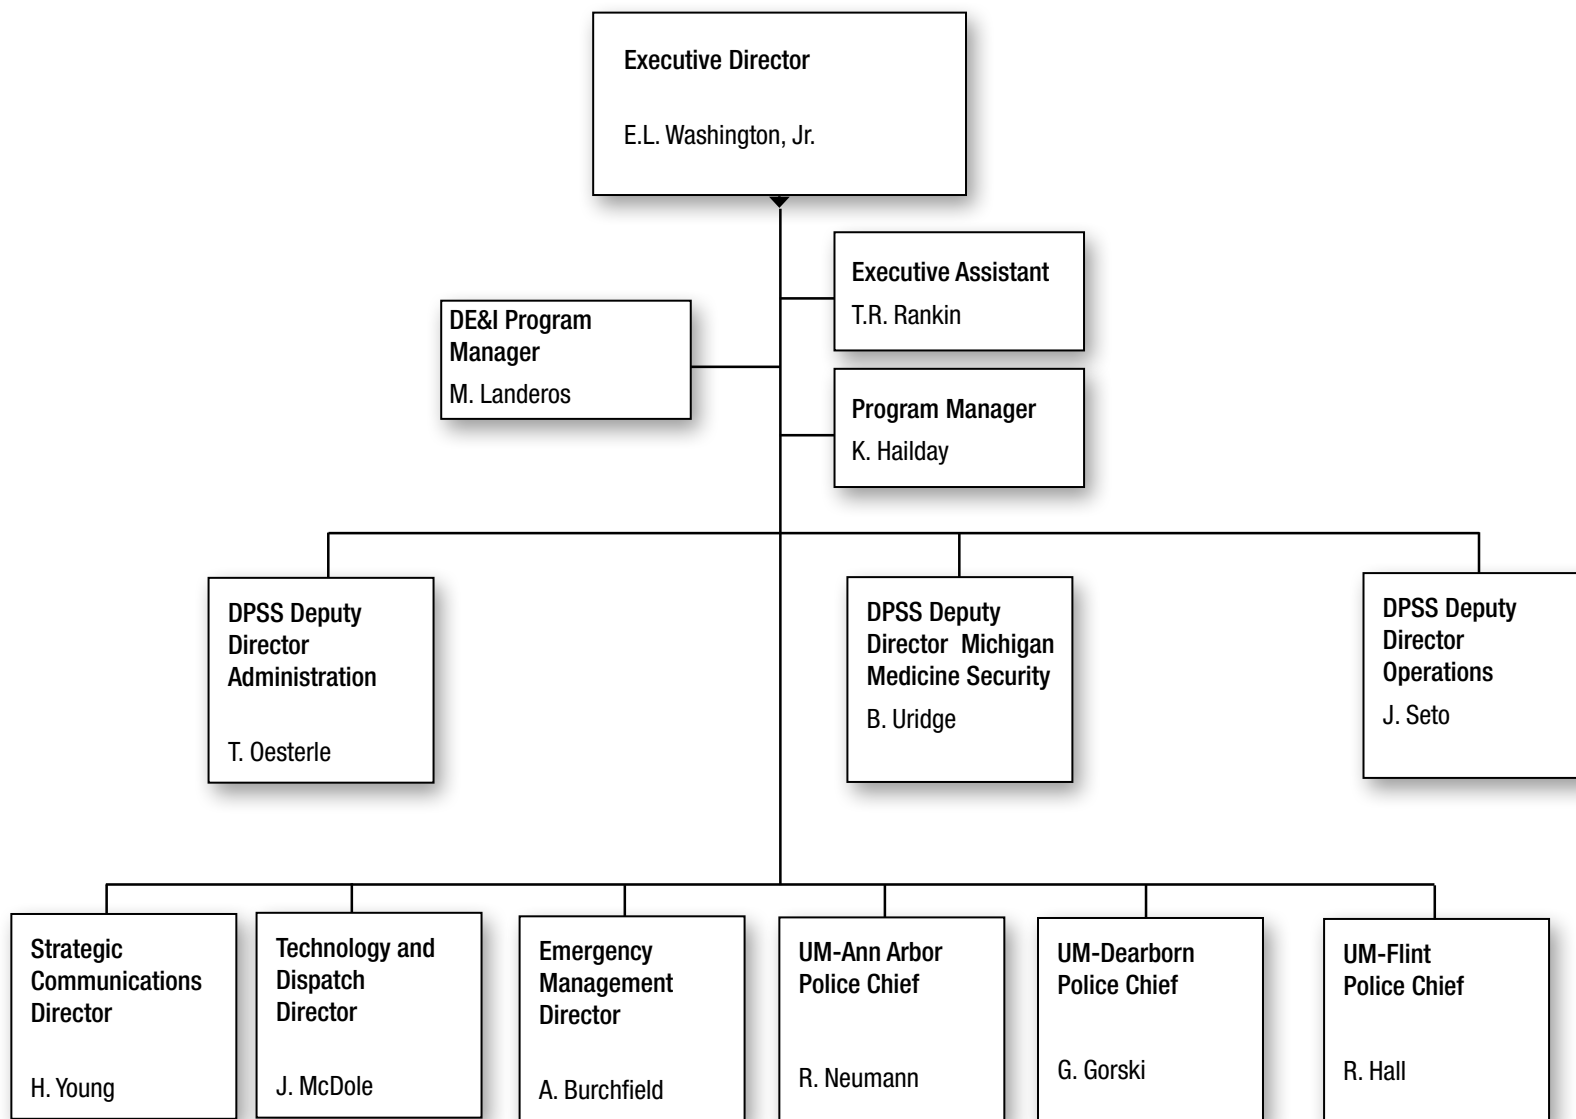 Executive Director
E.L. Washington, Jr.
Executive Assistant
T.R. Rankin
DE&I Program
Manager
M. Landeros
Program Manager
K. Hailday
DPSS Deputy
Director
Administration
T. Oesterle
DPSS Deputy
Director Michigan
Medicine Security
B. Uridge
DPSS Deputy
Director
Operations
J. Seto
Strategic
Communications
Director
H. Young
Technology and
Dispatch
Director
J. McDole
Emergency
Management
Director
A. Burchfield
UM-Ann Arbor
Police Chief
R. Neumann
UM-Dearborn
Police Chief
G. Gorski
UM-Flint
Police Chief
R. Hall